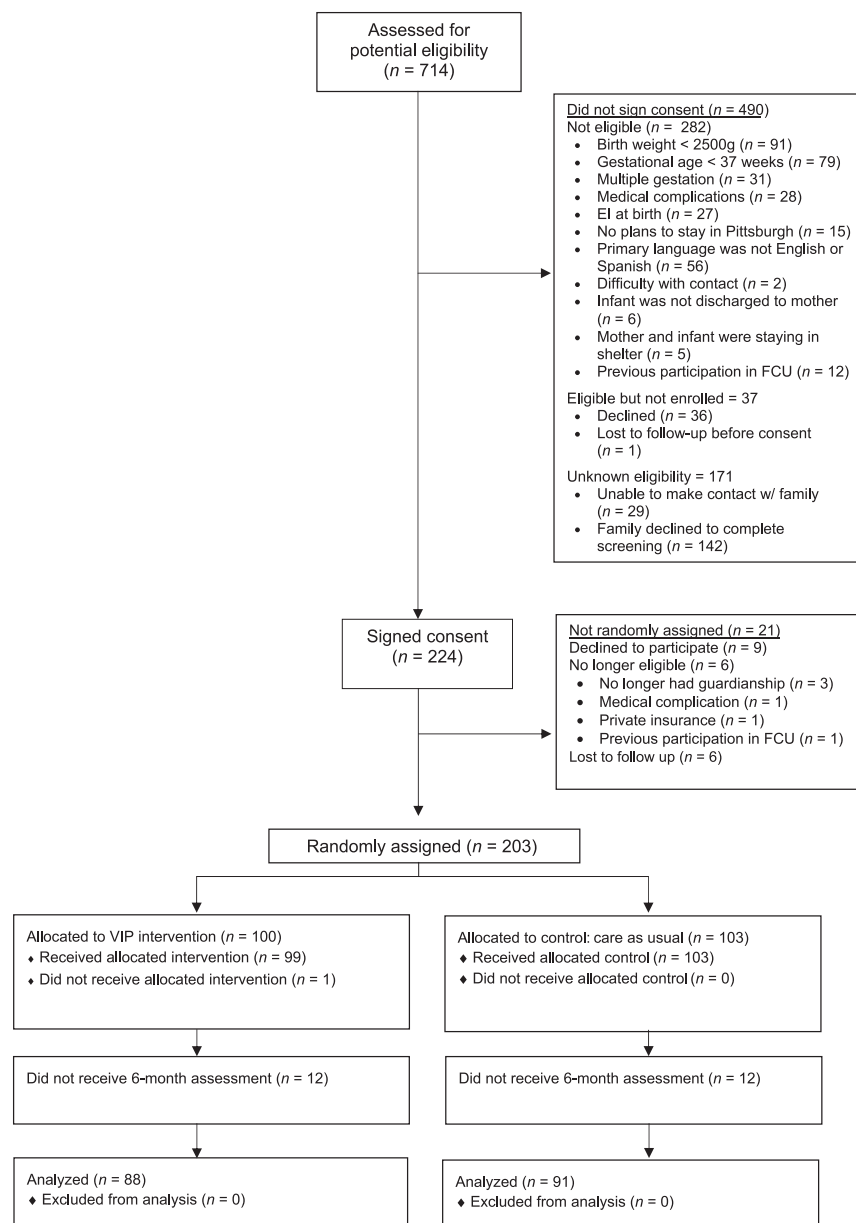 Assessed for
potential eligibility
(n = 714)
Did not sign consent (n = 490)
Not eligible (n = 282)
• Birth weight < 2500g (n = 91)
• Gestational age < 37 weeks (n = 79)
• Multiple gestation (n = 31)
• Medical complications (n = 28)
• EI at birth (n = 27)
• No plans to stay in Pittsburgh (n = 15)
• Primary language was not English or
Spanish (n = 56)
• Difficulty with contact (n = 2)
• Infant was not discharged to mother
(n = 6)
• Mother and infant were staying in
shelter (n = 5)
• Previous participation in FCU (n = 12)
Eligible but not enrolled = 37
• Declined (n = 36)
• Lost to follow-up before consent
(n = 1)
Unknown eligibility = 171
• Unable to make contact w/ family
(n = 29)
• Family declined to complete
screening (n = 142)
Signed consent
(n = 224)
Not randomly assigned (n = 21)
Declined to participate (n = 9)
No longer eligible (n = 6)
• No longer had guardianship (n = 3)
• Medical complication (n = 1)
• Private insurance (n = 1)
• Previous participation in FCU (n = 1)
Lost to follow up (n = 6)
Randomly assigned (n = 203)
Allocated to VIP intervention (n = 100)
♦ Received allocated intervention (n = 99)
♦ Did not receive allocated intervention (n = 1)
Allocated to control: care as usual (n = 103)
♦ Received allocated control (n = 103)
♦ Did not receive allocated control (n = 0)
Did not receive 6-month assessment (n = 12)
Did not receive 6-month assessment (n = 12)
Analyzed (n = 88)
♦ Excluded from analysis (n = 0)
Analyzed (n = 91)
♦ Excluded from analysis (n = 0)